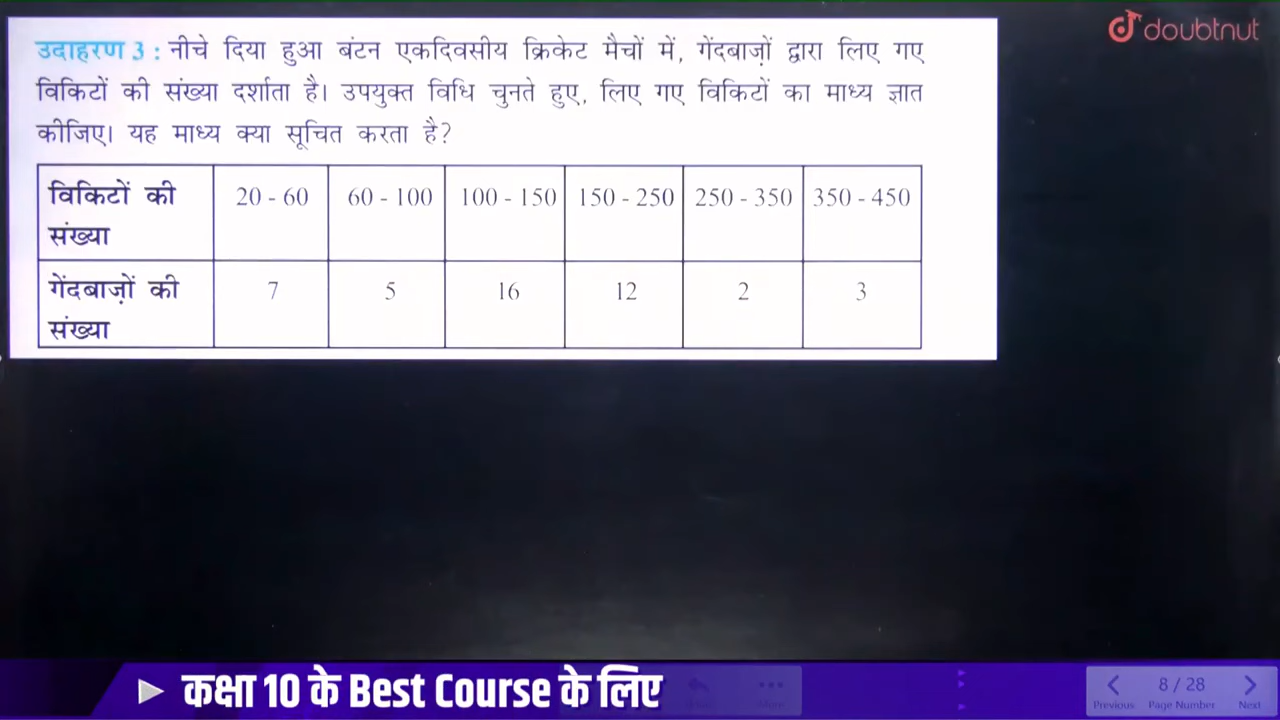 doubtnut
उदाहरण 3 : नीचे दिया हुआ बंटन एकदिवसीय क्रिकेट मैचों में, गेंदबाज़ों द्वारा लिए गए
विकिटों की संख्या दर्शाता है। उपयुक्त विधि चुनते हुए, लिए गए विकिटों का माध्य ज्ञात
कीजिए। यह माध्य क्या सूचित करता है?
विकिटों की संख्या 20 - 60 60 - 100 100 - 150 150 - 250 250 - 350 350 - 450
गेंदबाज़ों की संख्या 7 5 16 12 2 3
कक्षा 10 के Best Course के लिए
8 / 28
Previous Page Number Next
More